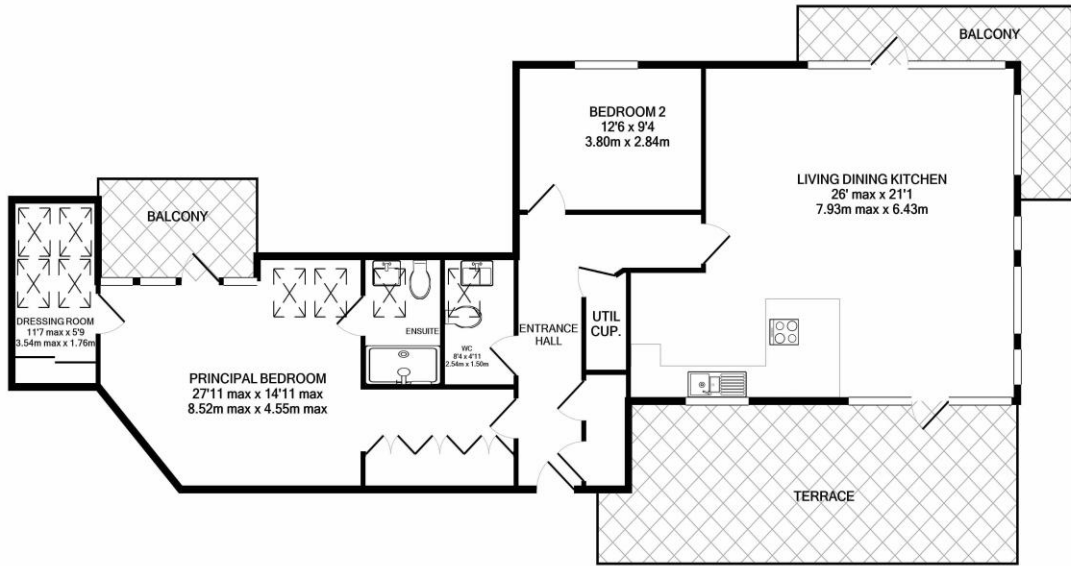 BALCONY
BEDROOM 2
12'6 x 9'4
3.80m x 2.84m
LIVING DINING KITCHEN
26' max x 21'1
7.93m max x 6.43m
BALCONY
DRESSING ROOM
11'7 max x 5'9
3.54m max x 1.76m
ENSUITE
WC
8'4 x 4'11
2.54m x 1.50m
ENTRANCE
HALL
UTIL
CUP.
PRINCIPAL BEDROOM
27'11 max x 14'11 max
8.52m max x 4.55m max
TERRACE